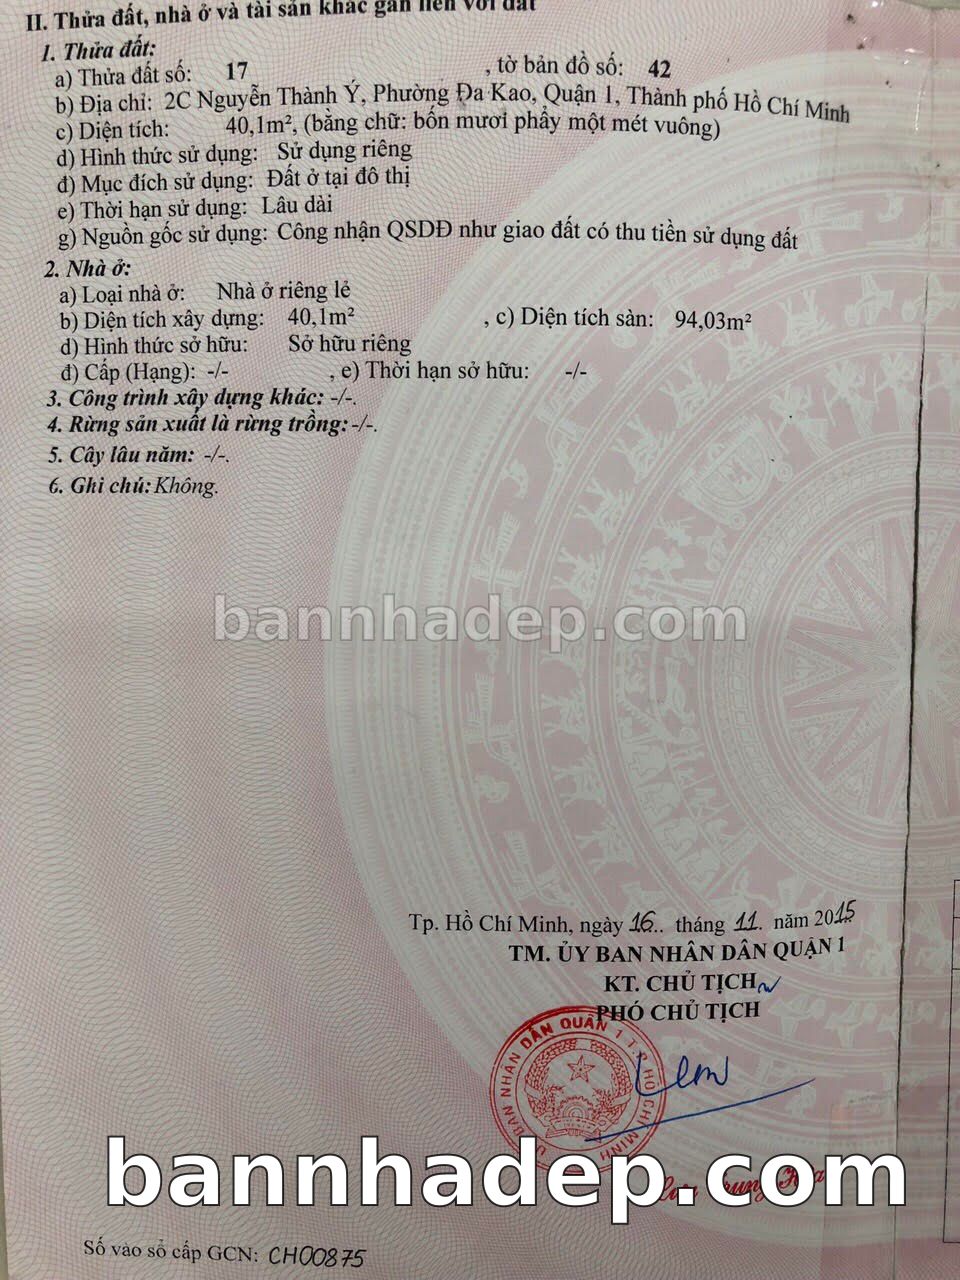 II. Thửa đất, nhà ở và tài sản khác gắn liền với đất
1. Thửa đất:
a) Thửa đất số: 17 , tờ bản đồ số: 42
b) Địa chỉ: 2C Nguyễn Thành Ý, Phường Đa Kao, Quận 1, Thành phố Hồ Chí Minh
c) Diện tích: 40,1m², (bằng chữ: bốn mươi phẩy một mét vuông)
d) Hình thức sử dụng: Sử dụng riêng
đ) Mục đích sử dụng: Đất ở tại đô thị
e) Thời hạn sử dụng: Lâu dài
g) Nguồn gốc sử dụng: Công nhận QSDĐ như giao đất có thu tiền sử dụng đất
2. Nhà ở:
a) Loại nhà ở: Nhà ở riêng lẻ
b) Diện tích xây dựng: 40,1m² , c) Diện tích sàn: 94,03m²
d) Hình thức sở hữu: Sở hữu riêng
đ) Cấp (Hạng): -/- , e) Thời hạn sở hữu: -/-
3. Công trình xây dựng khác: -/-.
4. Rừng sản xuất là rừng trồng: -/-.
5. Cây lâu năm: -/-.
6. Ghi chú: Không.
bannhadep.com
Tp. Hồ Chí Minh, ngày 16.. tháng 11. năm 2015
TM. ỦY BAN NHÂN DÂN QUẬN 1
KT. CHỦ TỊCH
PHÓ CHỦ TỊCH
ỦY BAN NHÂN DÂN QUẬN 1 T.P HỒ CHÍ MINH
bannhadep.com
Số vào sổ cấp GCN: CH00875